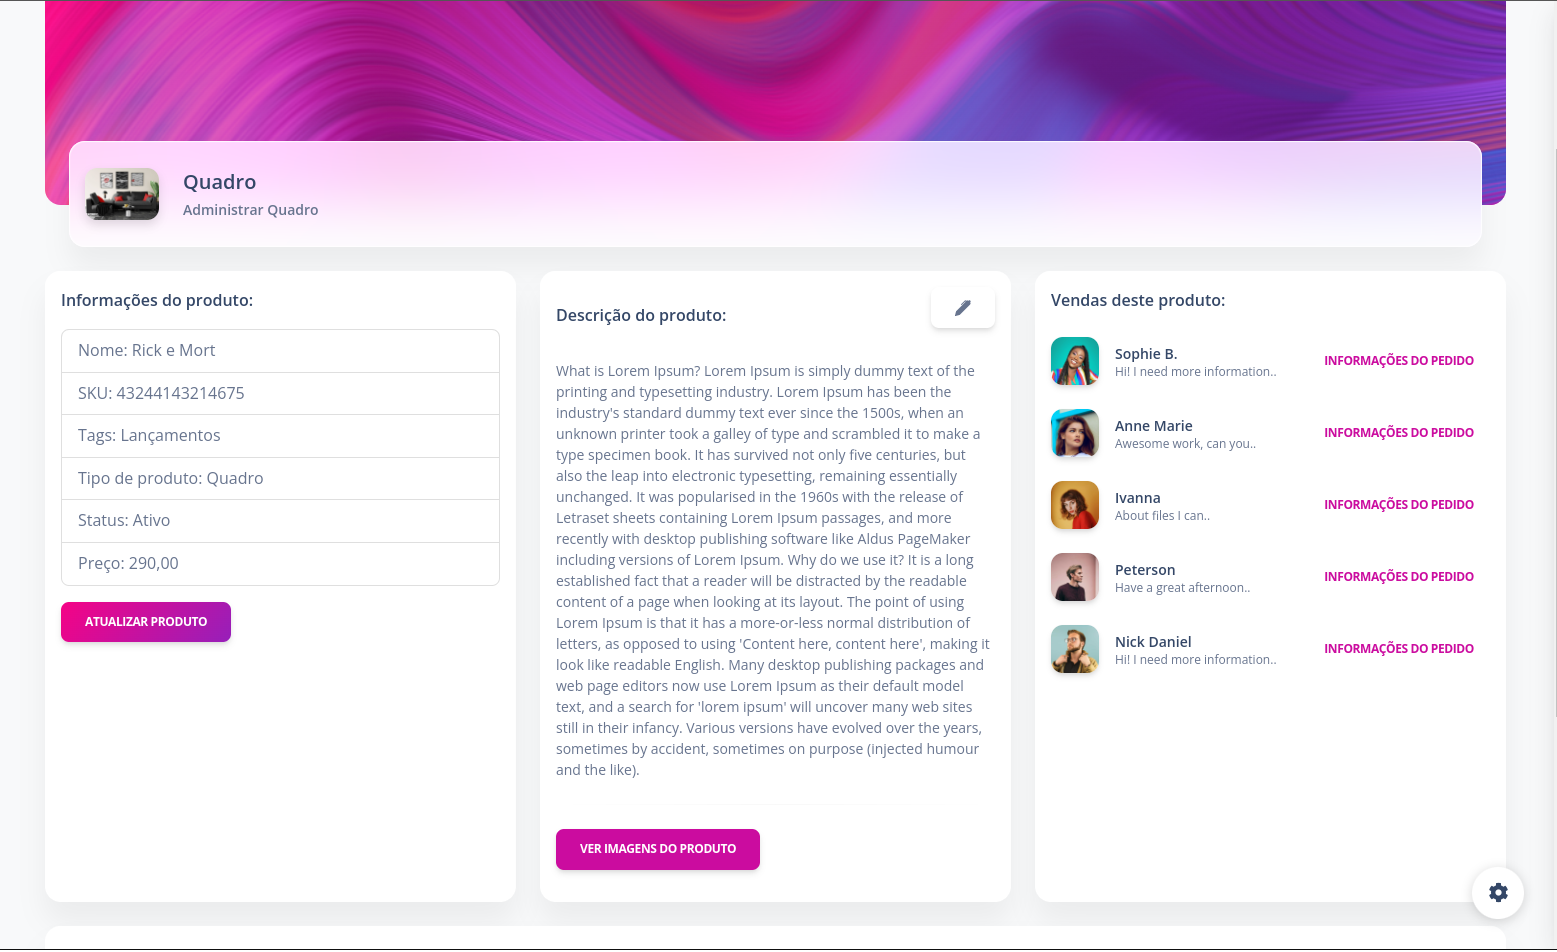 Quadro
Administrar Quadro
Informações do produto:
Nome: Rick e Mort
SKU: 43244143214675
Tags: Lançamentos
Tipo de produto: Quadro
Status: Ativo
Preço: 290,00
ATUALIZAR PRODUTO
Descrição do produto:
What is Lorem Ipsum? Lorem Ipsum is simply dummy text of the
printing and typesetting industry. Lorem Ipsum has been the
industry's standard dummy text ever since the 1500s, when an
unknown printer took a galley of type and scrambled it to make a
type specimen book. It has survived not only five centuries, but
also the leap into electronic typesetting, remaining essentially
unchanged. It was popularised in the 1960s with the release of
Letraset sheets containing Lorem Ipsum passages, and more
recently with desktop publishing software like Aldus PageMaker
including versions of Lorem Ipsum. Why do we use it? It is a long
established fact that a reader will be distracted by the readable
content of a page when looking at its layout. The point of using
Lorem Ipsum is that it has a more-or-less normal distribution of
letters, as opposed to using 'Content here, content here', making it
look like readable English. Many desktop publishing packages and
web page editors now use Lorem Ipsum as their default model
text, and a search for 'lorem ipsum' will uncover many web sites
still in their infancy. Various versions have evolved over the years,
sometimes by accident, sometimes on purpose (injected humour
and the like).
VER IMAGENS DO PRODUTO
Vendas deste produto:
Sophie B.
Hi! I need more information..
INFORMAÇÕES DO PEDIDO
Anne Marie
Awesome work, can you..
INFORMAÇÕES DO PEDIDO
Ivanna
About files I can..
INFORMAÇÕES DO PEDIDO
Peterson
Have a great afternoon..
INFORMAÇÕES DO PEDIDO
Nick Daniel
Hi! I need more information..
INFORMAÇÕES DO PEDIDO